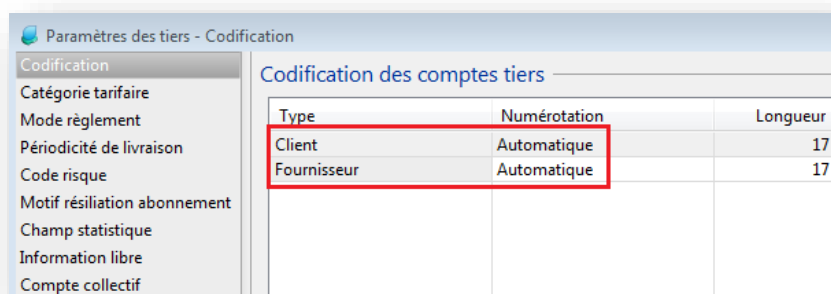 Paramètres des tiers - Codification
Codification
Catégorie tarifaire
Mode règlement
Périodicité de livraison
Code risque
Motif résiliation abonnement
Champ statistique
Information libre
Compte collectif
Codification des comptes tiers
Type Numérotation Longueur
Client Automatique 17
Fournisseur Automatique 17